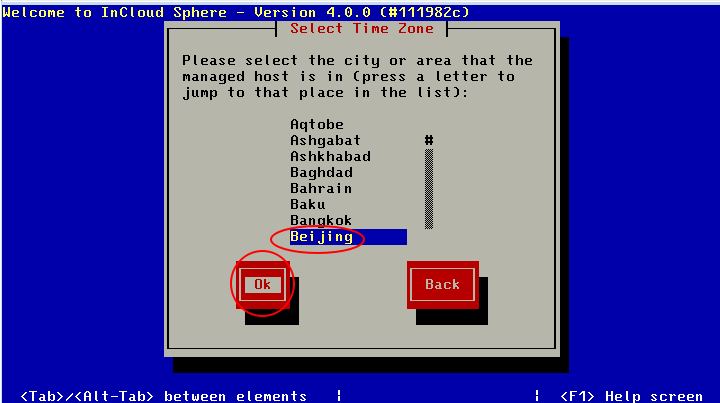 Welcome to InCloud Sphere - Version 4.0.0 (#111982c)
Select Time Zone
Please select the city or area that the
managed host is in (press a letter to
jump to that place in the list):
Aqtobe
Ashgabat #
Ashkhabad
Baghdad
Bahrain
Baku
Bangkok
Beijing
Ok Back
<Tab>/<Alt-Tab> between elements | | <F1> Help screen